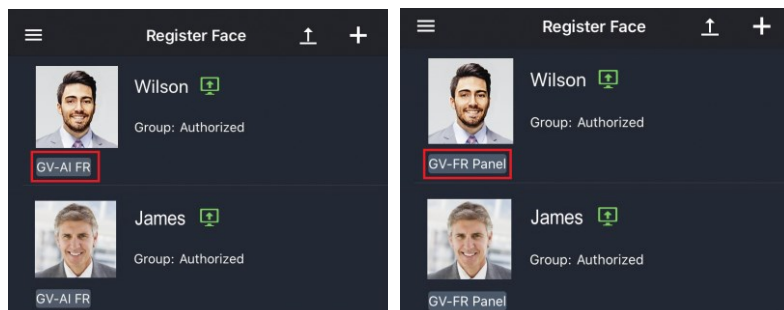 Register Face
Wilson
Group: Authorized
GV-AI FR
James
Group: Authorized
GV-AI FR
Register Face
Wilson
Group: Authorized
GV-FR Panel
James
Group: Authorized
GV-FR Panel